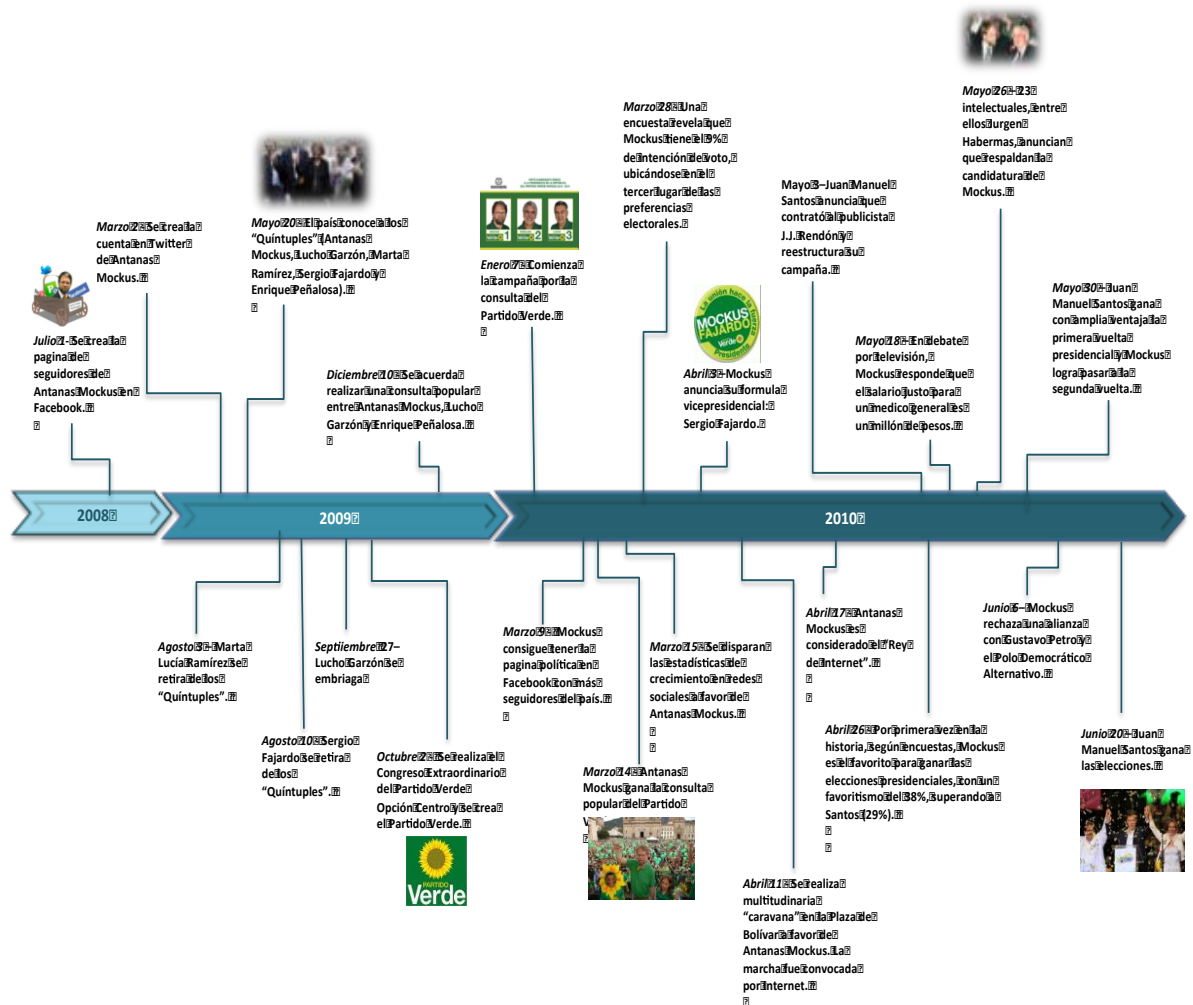 Mayo 26 – 23
intelectuales, entre
ellos Jurgen
Habermas, anuncian
que respaldan la
candidatura de
Mockus.
Marzo 28 – Una
encuesta revela que
Mockus tiene el 9%
de intención de voto,
ubicándose en el
tercer lugar de las
preferencias
electorales.
Mayo 3–Juan Manuel
Santos anuncia que
contrató al publicista
J.J. Rendón y
reestructura su
campaña.
Marzo 2 – Se crea la
cuenta en Twitter
de Antanas
Mockus.
Mayo 20 – El país conoce a los
“Quíntuples” (Antanas
Mockus, Lucho Garzón, Marta
Ramírez, Sergio Fajardo y
Enrique Peñalosa).
1
2
3
Enero 7 – Comienza
la campaña por la
consulta del
Partido Verde.
Mayo 30 – Juan
Manuel Santos gana
con amplia ventaja la
primera vuelta
presidencial y Mockus
logra pasar a la
segunda vuelta.
Julio 1- Se crea la
pagina de
seguidores de
Antanas Mockus en
Facebook.
La unión hace la fuerza
MOCKUS
FAJARDO
Verde
Presidente
Mayo 18 – En debate
por televisión,
Mockus responde que
el salario justo para
un medico general es
un millón de pesos.
Diciembre 10 – Se acuerda
realizar una consulta popular
entre Antanas Mockus, Lucho
Garzón y Enrique Peñalosa.
Abril 3 – Mockus
anuncia su formula
vicepresidencial:
Sergio Fajardo.
2008
2009
2010
Agosto 3 – Marta
Lucía Ramírez se
retira de los
“Quíntuples”.
Septiiembre 27–
Lucho Garzón se
embriaga
Marzo 9 – Mockus
consigue tener la
pagina política en
Facebook con más
seguidores del país.
Marzo 15 – Se disparan
las estadísticas de
crecimiento en redes
sociales a favor de
Antanas Mockus.
Abril 17 – Antanas
Mockus es
considerado el “Rey
de Internet”.
Junio 6 – Mockus
rechaza una alianza
con Gustavo Petro y
el Polo Democrático
Alternativo.
Agosto 10 – Sergio
Fajardo se retira
de los
“Quíntuples”.
Octubre 2 – Se realiza el
Congreso Extraordinario
del Partido Verde
Opción Centro y se crea
el Partido Verde.
PARTIDO
Verde
Marzo 14 – Antanas
Mockus gana la consulta
popular del Partido
Abril 26 – Por primera vez en la
historia, según encuestas, Mockus
es el favorito para ganar las
elecciones presidenciales, con un
favoritismo del 38%, superando a
Santos (29%).
Junio 20 – Juan
Manuel Santos gana
las elecciones.
Abril 11 – Se realiza
multitudinaria
“caravana” en la Plaza de
Bolívar a favor de
Antanas Mockus. La
marcha fue convocada
por Internet.